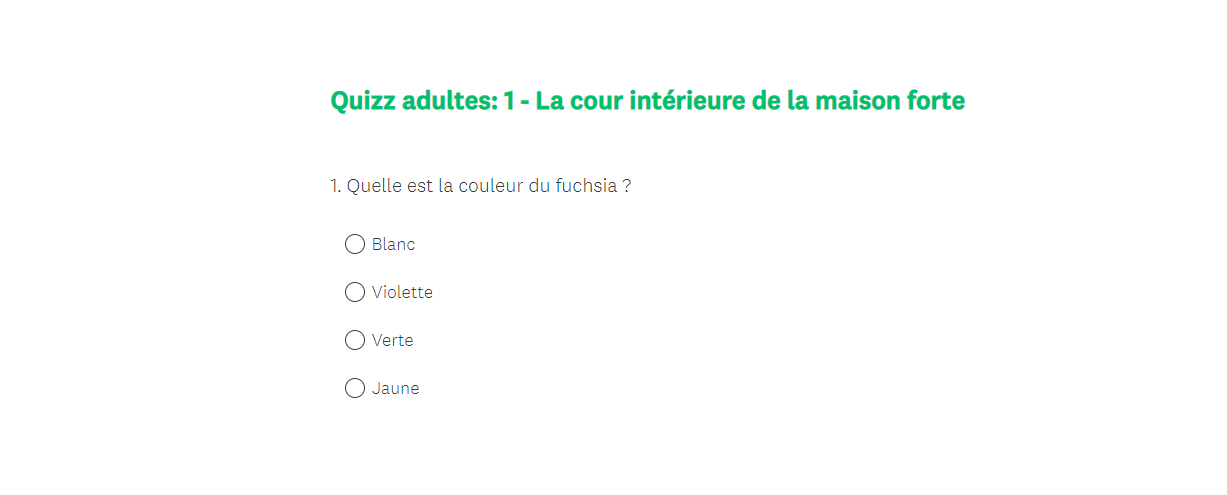 Quizz adultes: 1 - La cour intérieure de la maison forte
1. Quelle est la couleur du fuchsia ?
Blanc
Violette
Verte
Jaune